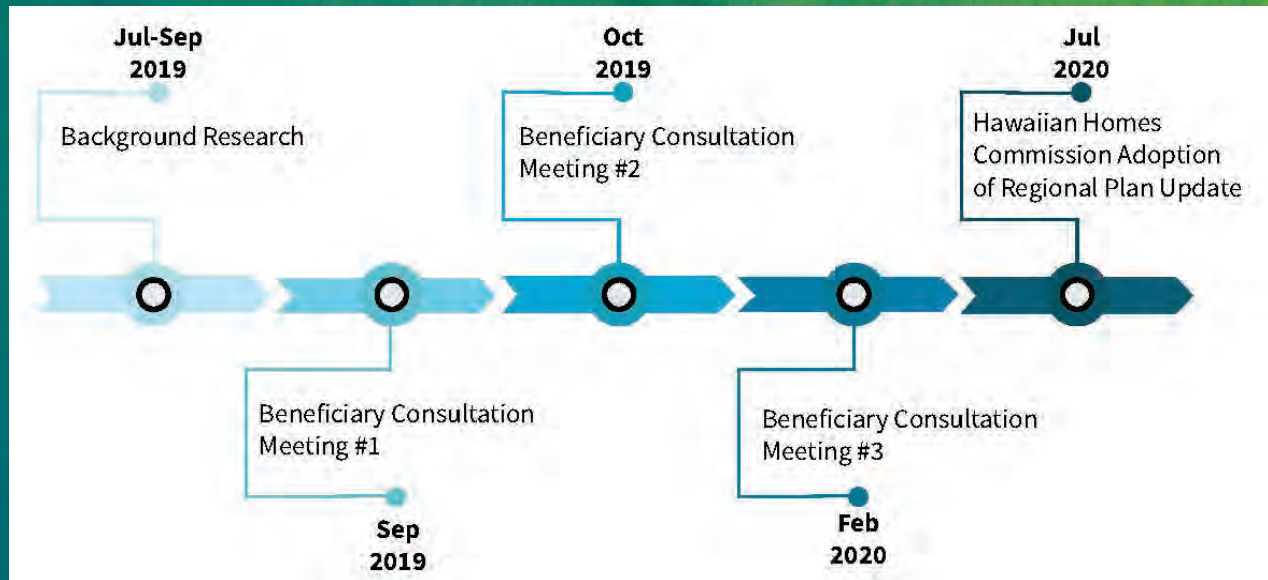 Jul-Sep
2019
Background Research
Beneficiary Consultation
Meeting #1
Sep
2019
Oct
2019
Beneficiary Consultation
Meeting #2
Beneficiary Consultation
Meeting #3
Feb
2020
Jul
2020
Hawaiian Homes
Commission Adoption
of Regional Plan Update